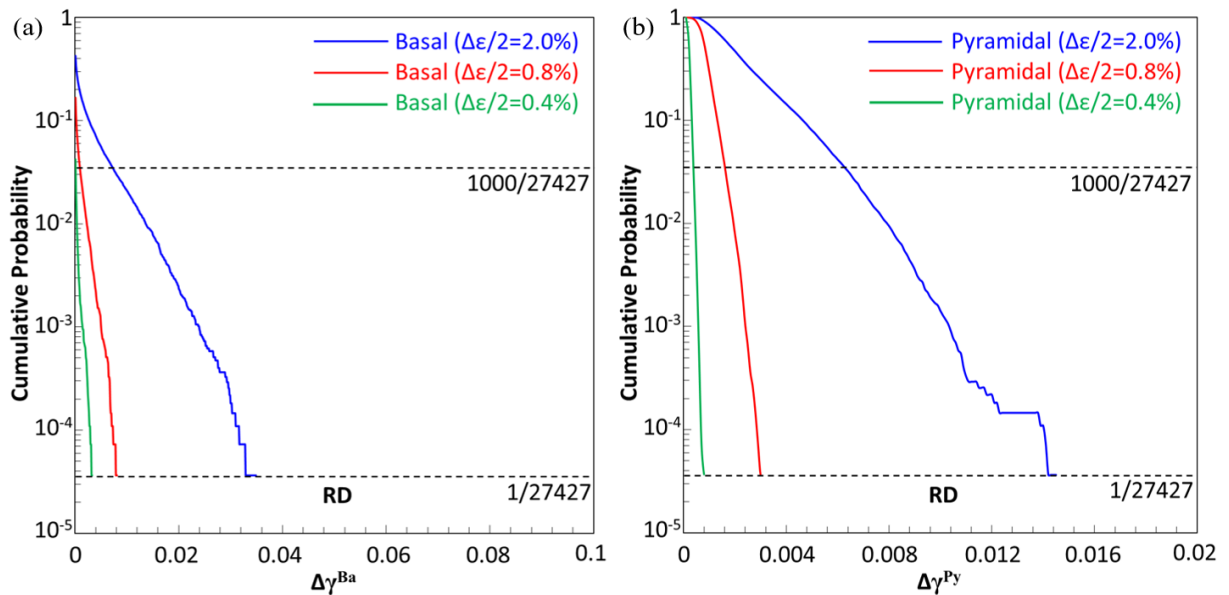 (a)
Cumulative Probability
1
10⁻¹
10⁻²
10⁻³
10⁻⁴
10⁻⁵
Basal (Δε/2=2.0%)
Basal (Δε/2=0.8%)
Basal (Δε/2=0.4%)
1000/27427
1/27427
RD
0 0.02 0.04 0.06 0.08 0.1
Δγᴮᵃ
(b)
Cumulative Probability
1
10⁻¹
10⁻²
10⁻³
10⁻⁴
10⁻⁵
Pyramidal (Δε/2=2.0%)
Pyramidal (Δε/2=0.8%)
Pyramidal (Δε/2=0.4%)
1000/27427
1/27427
RD
0 0.004 0.008 0.012 0.016 0.02
Δγᴾʸ